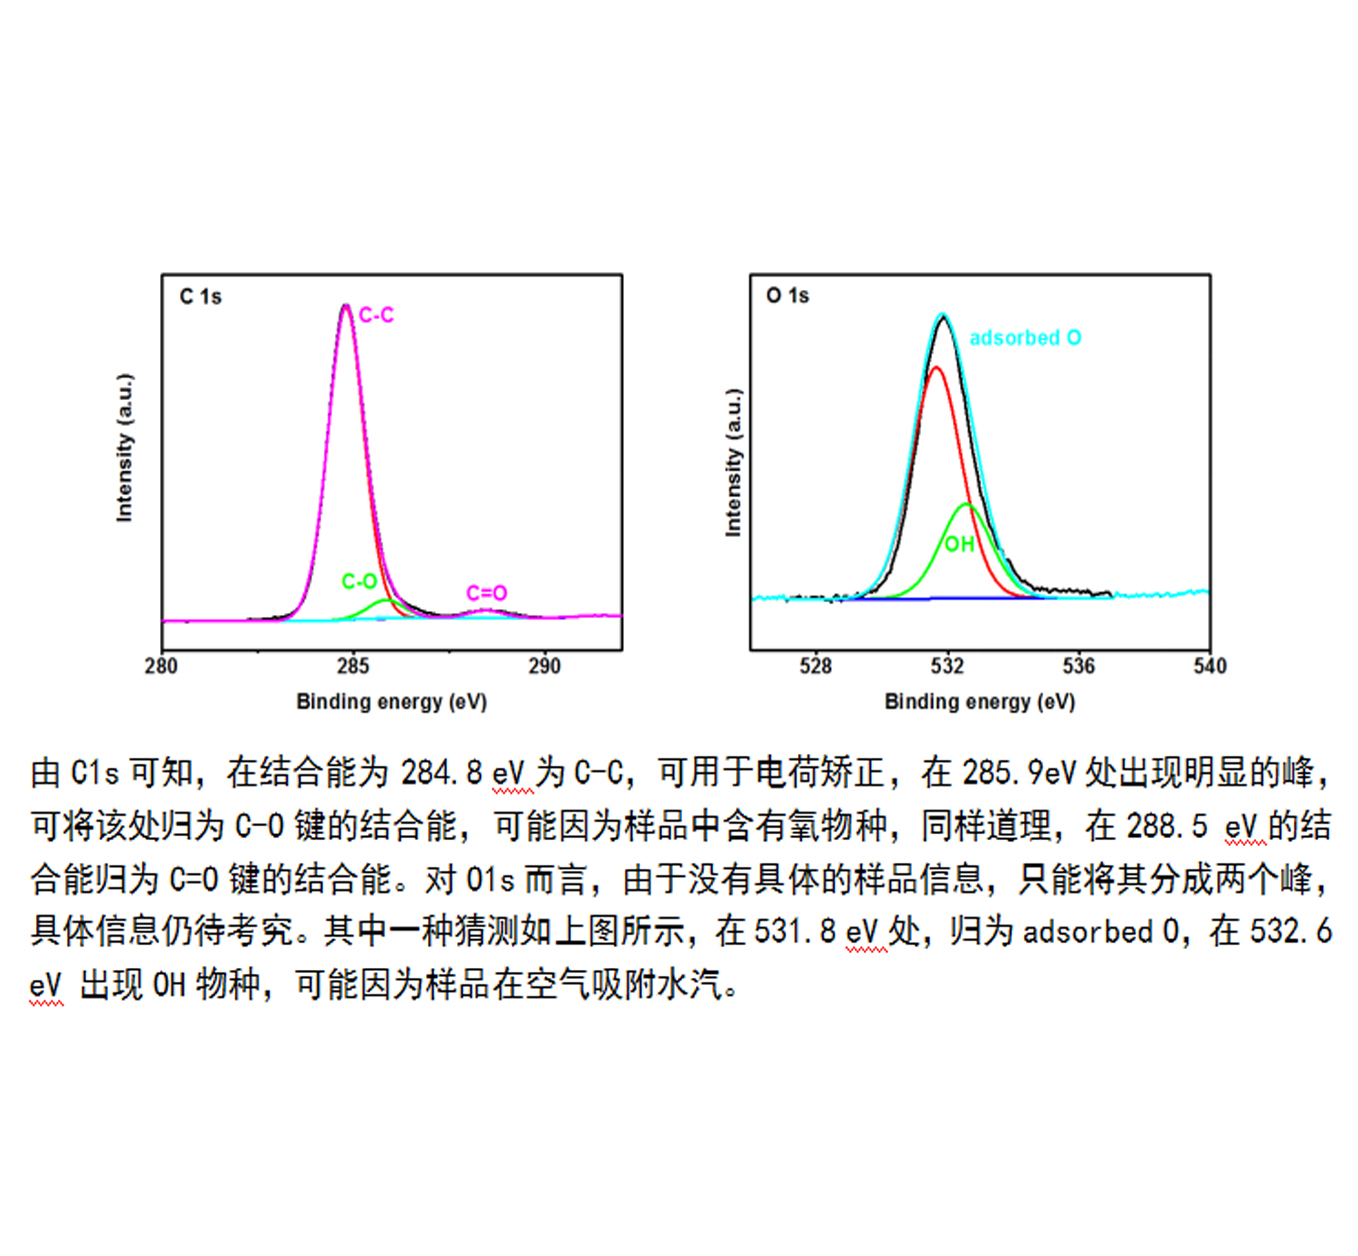 C 1s
C-C
C-O
C=O
Intensity (a.u.)
280 285 290
Binding energy (eV)
O 1s
adsorbed O
OH
Intensity (a.u.)
528 532 536 540
Binding energy (eV)
由 C1s 可知，在结合能为 284.8 eV 为 C-C，可用于电荷矫正，在 285.9eV 处出现明显的峰，
可将该处归为 C-O 键的结合能，可能因为样品中含有氧物种，同样道理，在 288.5 eV 的结
合能归为 C=O 键的结合能。对 O1s 而言，由于没有具体的样品信息，只能将其分成两个峰，
具体信息仍待考究。其中一种猜测如上图所示，在 531.8 eV 处，归为 adsorbed O，在 532.6
eV 出现 OH 物种，可能因为样品在空气吸附水汽。